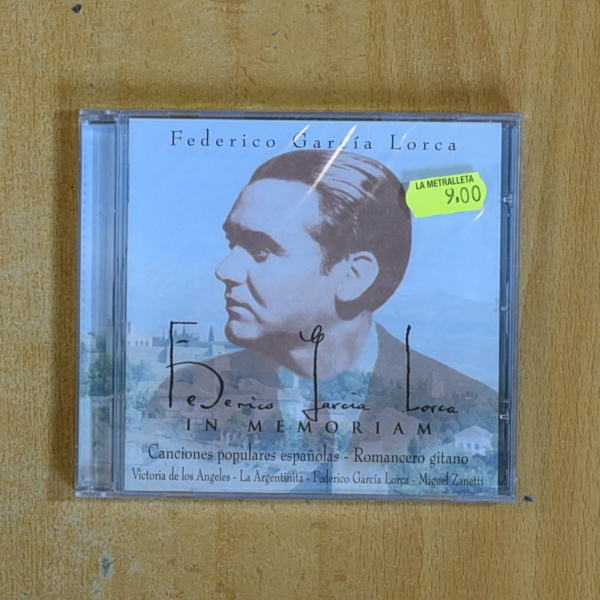 Federico García Lorca
LA METRALLETA
9,00
Federico García Lorca
IN MEMORIAM
Canciones populares españolas - Romancero gitano
Victoria de los Angeles - La Argentinita - Federico García Lorca - Miguel Zanetti